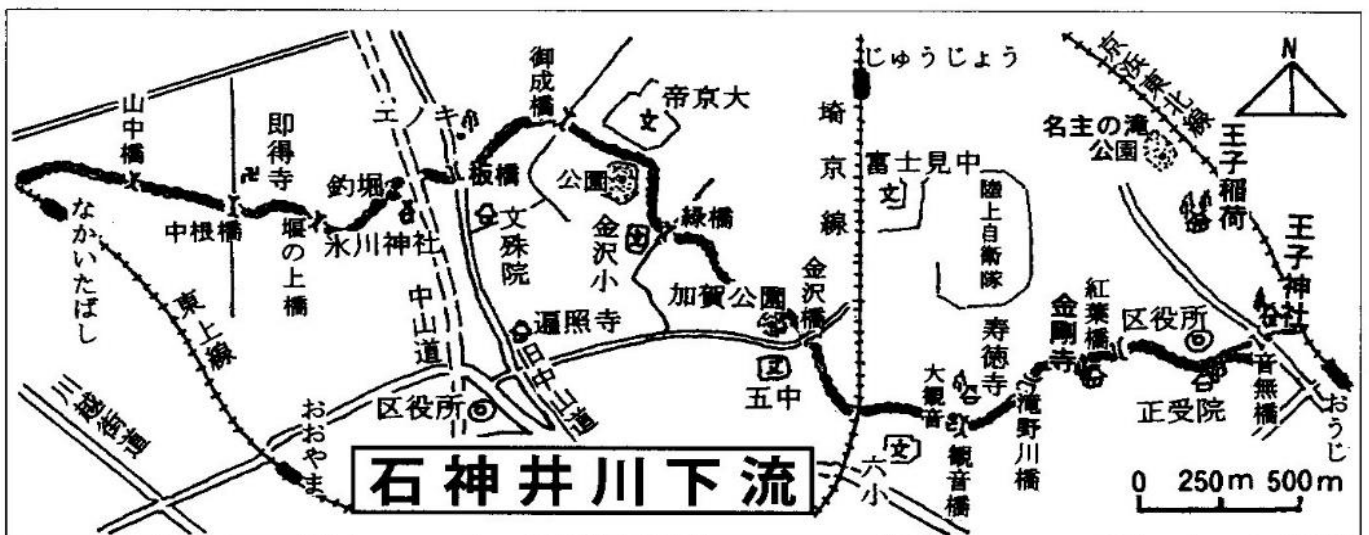 石神井川下流
N
じゅうじょう
京浜東北線
埼京線
帝京大
文
御成橋
エノキ
山中橋
即得寺
卍
釣堀
板橋
公園
緑橋
富士見中
文
陸上自衛隊
名主の滝
公園
王子稲荷
王子神社
なかいたばし
中根橋
堰の上橋
氷川神社
文殊院
金沢小
文
加賀公園
金沢橋
中山道
旧中山道
遍照寺
東上線
川越街道
おおやま
区役所
五中
文
大観音
寿徳寺
観音橋
滝野川橋
六小
文
金剛寺
紅葉橋
区役所
正受院
音無橋
おうじ
0 250m 500m